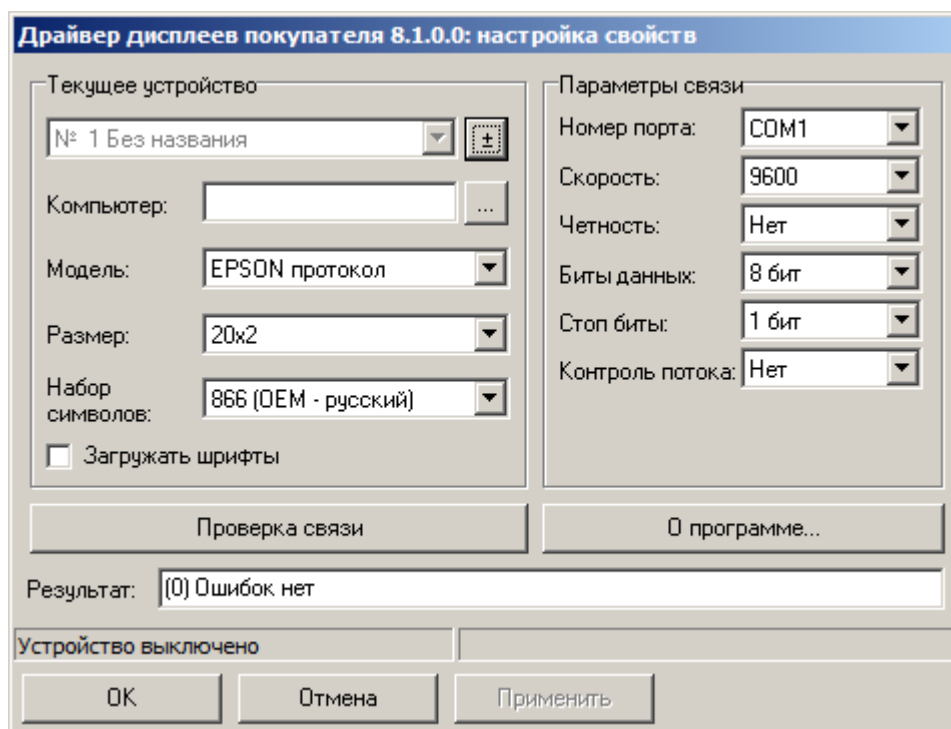 Драйвер дисплеев покупателя 8.1.0.0: настройка свойств
Текущее устройство
№ 1 Без названия
±
Компьютер:
...
Модель: EPSON протокол
Размер: 20x2
Набор
символов: 866 (OEM - русский)
Загружать шрифты
Параметры связи
Номер порта: COM1
Скорость: 9600
Четность: Нет
Биты данных: 8 бит
Стоп биты: 1 бит
Контроль потока: Нет
Проверка связи
О программе...
Результат: (0) Ошибок нет
Устройство выключено
OK
Отмена
Применить